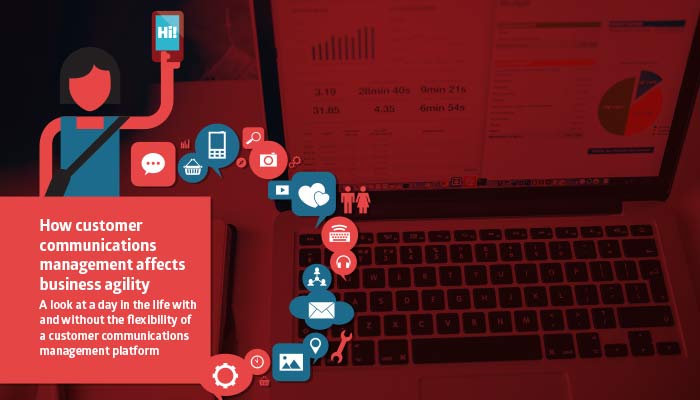 Hi!
3.19 28min 40s 9min 21s
31.85 4.35 6min 54s
How customer
communications
management affects
business agility
A look at a day in the life with
and without the flexibility of
a customer communications
management platform